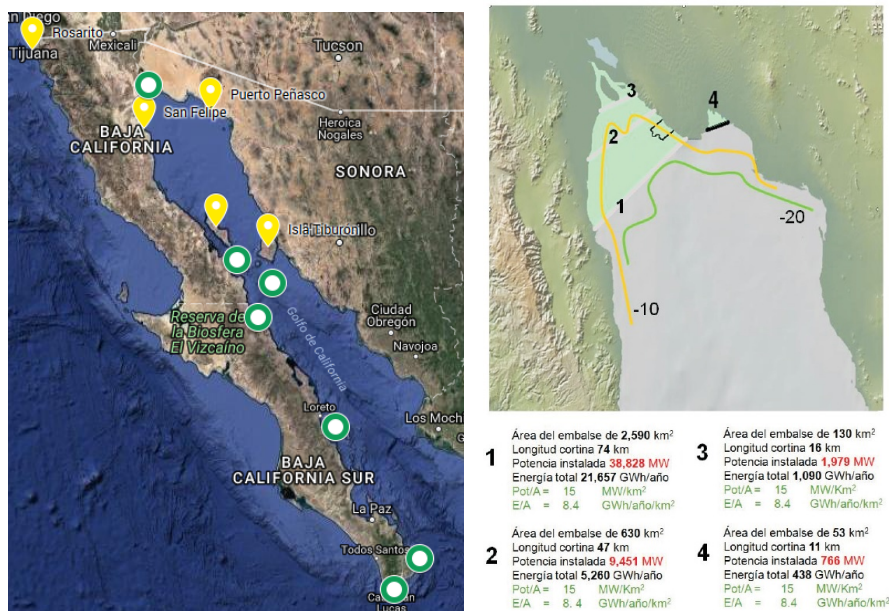 San Diego
Rosarito
Tijuana
Mexicali
Tucson
Puerto Peñasco
San Felipe
Heroica
Nogales
BAJA
CALIFORNIA
SONORA
Isla Tiburón
Hermosillo
Reserva de
la Biosfera
El Vizcaíno
Golfo de California
Ciudad
Obregón
Navojoa
Loreto
Los Mochi
BAJA
CALIFORNIA SUR
La Paz
Todos Santos
Cabo San
Lucas
3
4
2
1
-20
-10
1
Área del embalse de 2,590 km²
Longitud cortina 74 km
Potencia instalada 38,828 MW
Energía total 21,657 GWh/año
Pot/A = 15 MW/km²
E/A = 8.4 GWh/año/km²
2
Área del embalse de 630 km²
Longitud cortina 47 km
Potencia instalada 9,451 MW
Energía total 5,260 GWh/año
Pot/A = 15 MW/Km²
E/A = 8.4 GWh/año/km²
3
Área del embalse de 130 km²
Longitud cortina 16 km
Potencia instalada 1,979 MW
Energía total 1,090 GWh/año
Pot/A = 15 MW/Km²
E/A = 8.4 GWh/año/km²
4
Área del embalse de 53 km²
Longitud cortina 11 km
Potencia instalada 766 MW
Energía total 438 GWh/año
Pot/A = 15 MW/Km²
E/A = 8.4 GWh/año/km²